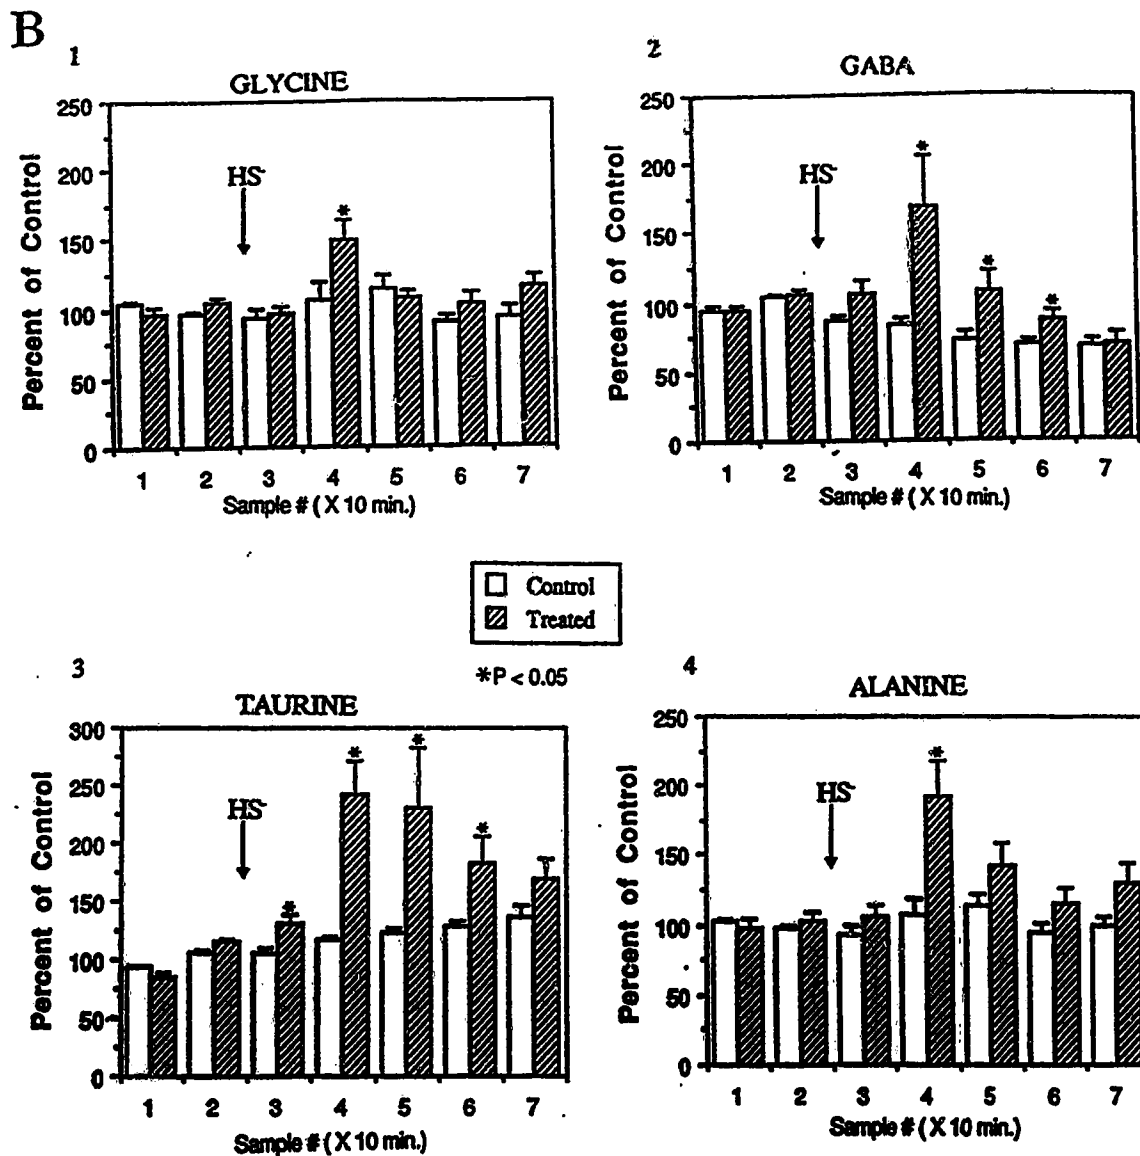 B
1
GLYCINE
Percent of Control
250
200
150
100
50
0
HS-
*
1 2 3 4 5 6 7
Sample # ( X 10 min.)
2
GABA
Percent of Control
250
200
150
100
50
0
HS-
*
*
*
1 2 3 4 5 6 7
Sample # ( X 10 min.)
Control
Treated
*P < 0.05
3
TAURINE
Percent of Control
300
250
200
150
100
50
0
HS-
*
*
*
*
1 2 3 4 5 6 7
Sample # ( X 10 min.)
4
ALANINE
Percent of Control
250
200
150
100
50
0
HS-
*
1 2 3 4 5 6 7
Sample # ( X 10 min.)